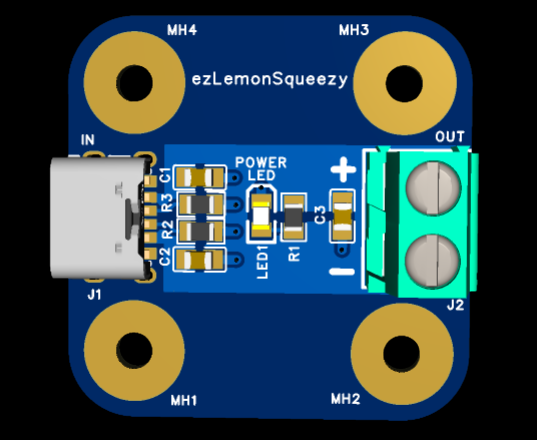 MH4
MH3
ezLemonSqueezy
IN
OUT
POWER
LED
C1
R3
R2
C2
LED1
R1
C3
+
-
J1
J2
MH1
MH2